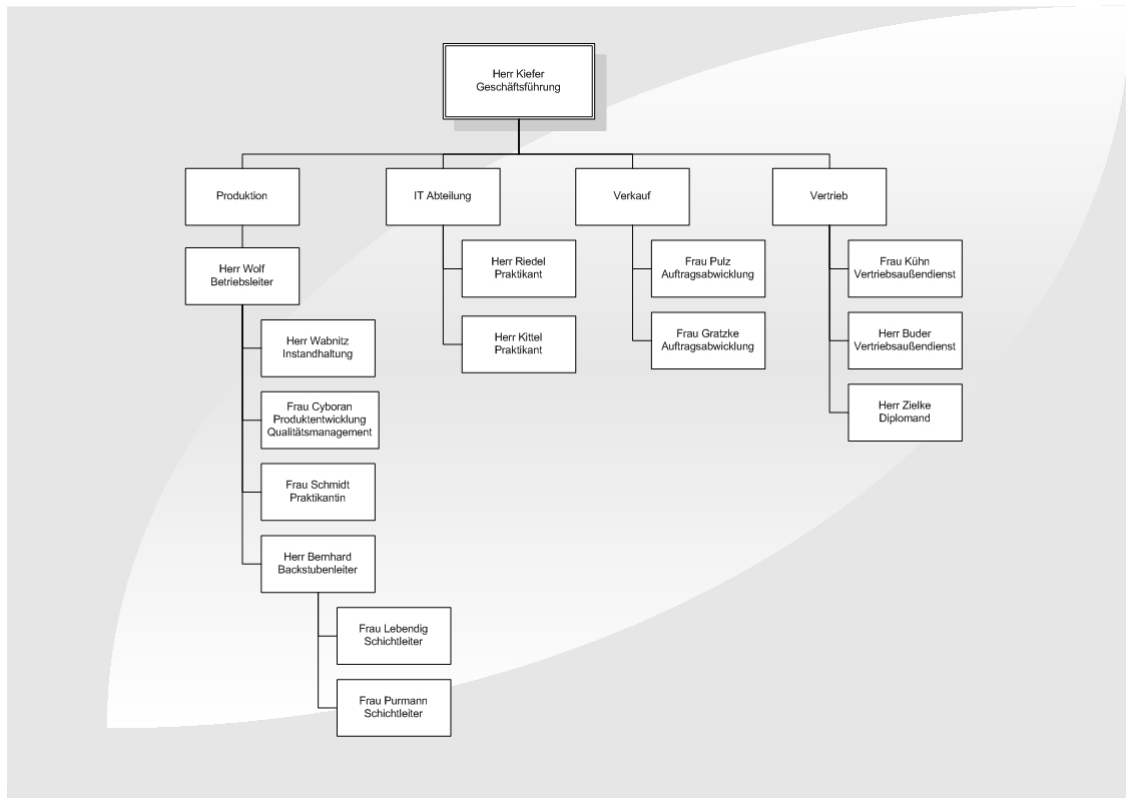 Herr Kiefer
Geschäftsführung
Produktion
IT Abteilung
Verkauf
Vertrieb
Herr Wolf
Betriebsleiter
Herr Wabnitz
Instandhaltung
Frau Cyboran
Produktentwicklung
Qualitätsmanagement
Frau Schmidt
Praktikantin
Herr Bernhard
Backstubenleiter
Frau Lebendig
Schichtleiter
Frau Purmann
Schichtleiter
Herr Riedel
Praktikant
Herr Kittel
Praktikant
Frau Pulz
Auftragsabwicklung
Frau Gratzke
Auftragsabwicklung
Frau Kühn
Vertriebsaußendienst
Herr Buder
Vertriebsaußendienst
Herr Zielke
Diplomand